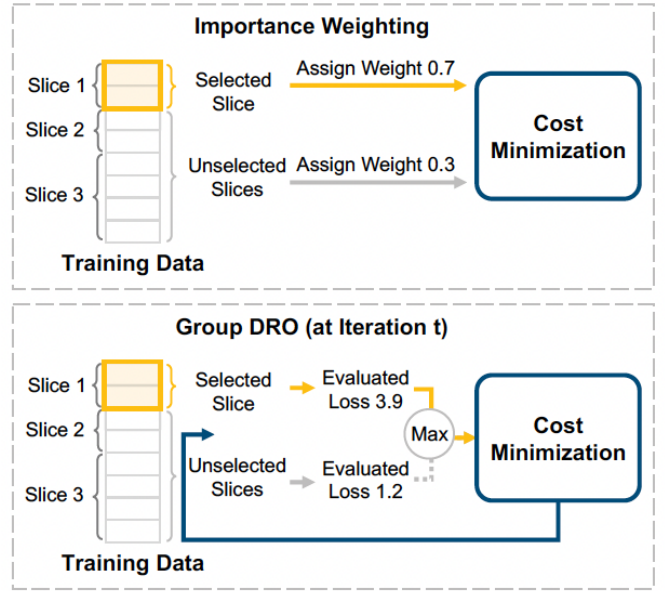 Importance Weighting
Slice 1
Slice 2
Slice 3
Training Data
Selected
Slice
Assign Weight 0.7
Unselected
Slices
Assign Weight 0.3
Cost
Minimization
Group DRO (at Iteration t)
Slice 1
Slice 2
Slice 3
Training Data
Selected
Slice
Evaluated
Loss 3.9
Unselected
Slices
Evaluated
Loss 1.2
Max
Cost
Minimization